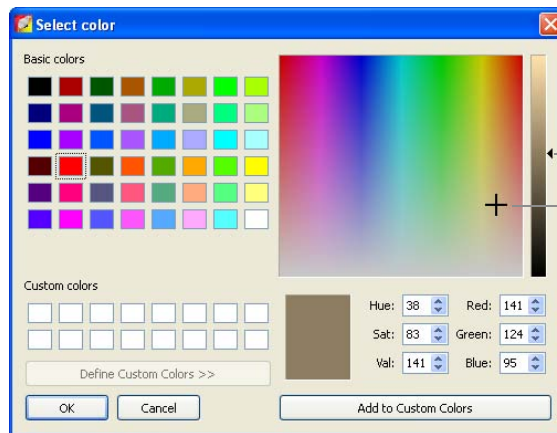 Select color
Basic colors
Custom colors
Hue: 38 Red: 141
Sat: 83 Green: 124
Val: 141 Blue: 95
Define Custom Colors >>
OK Cancel Add to Custom Colors